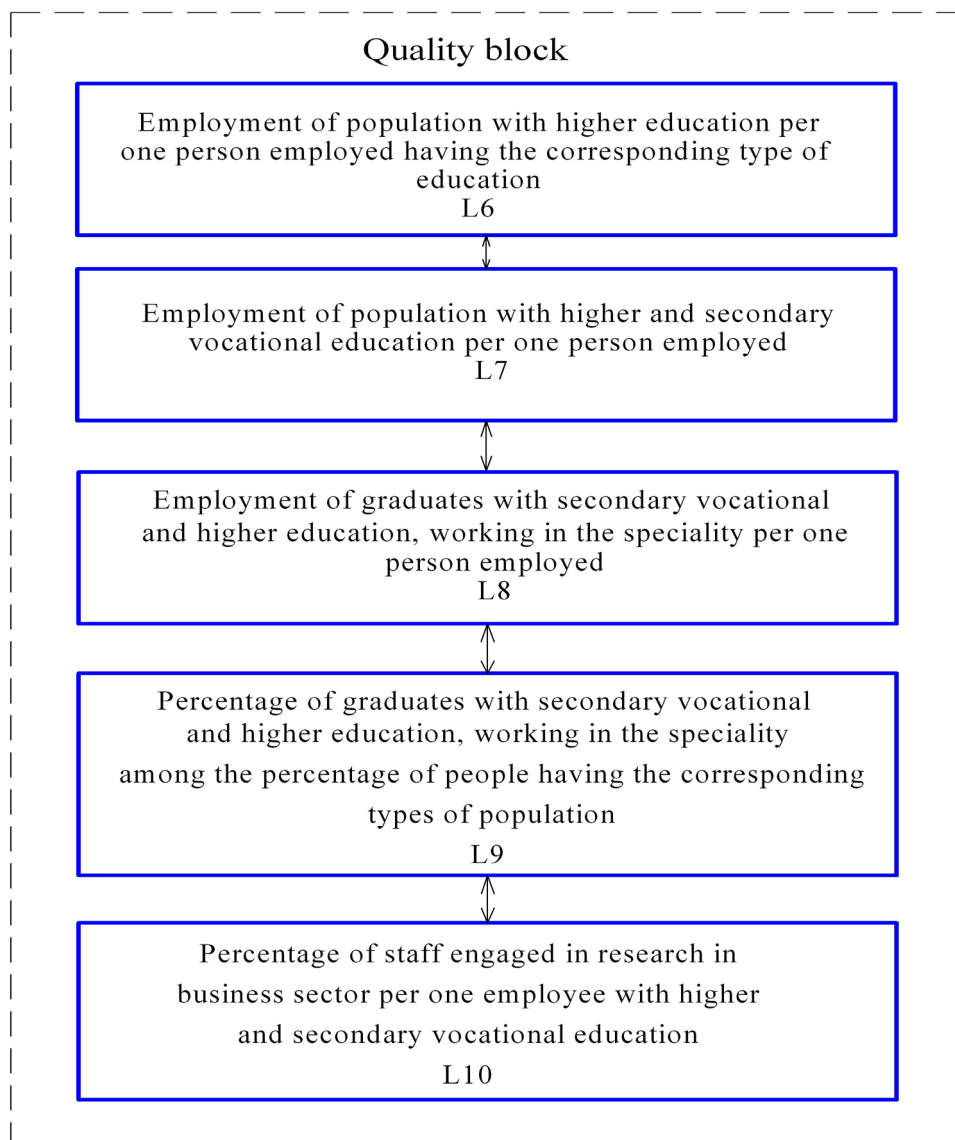 Quality block
Employment of population with higher education per
one person employed having the corresponding type of
education
L6
Employment of population with higher and secondary
vocational education per one person employed
L7
Employment of graduates with secondary vocational
and higher education, working in the speciality per one
person employed
L8
Percentage of graduates with secondary vocational
and higher education, working in the speciality
among the percentage of people having the corresponding
types of population
L9
Percentage of staff engaged in research in
business sector per one employee with higher
and secondary vocational education
L10